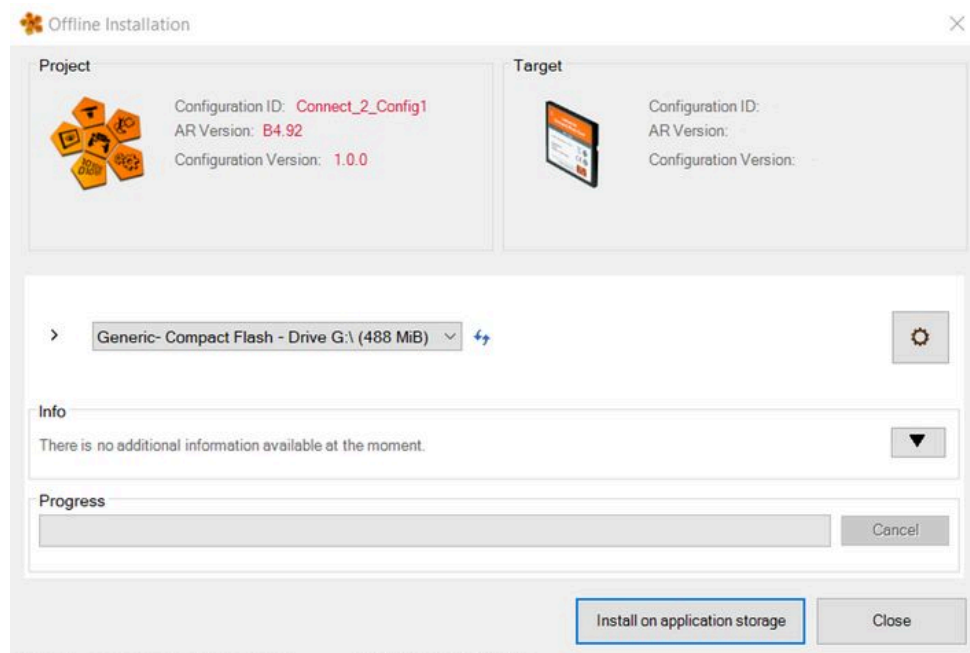 Offline Installation
Project
Configuration ID: Connect_2_Config1
AR Version: B4.92
Configuration Version: 1.0.0
Target
Configuration ID:
AR Version:
Configuration Version: -
Generic- Compact Flash - Drive G:\ (488 MiB)
Info
There is no additional information available at the moment.
Progress
Cancel
Install on application storage
Close